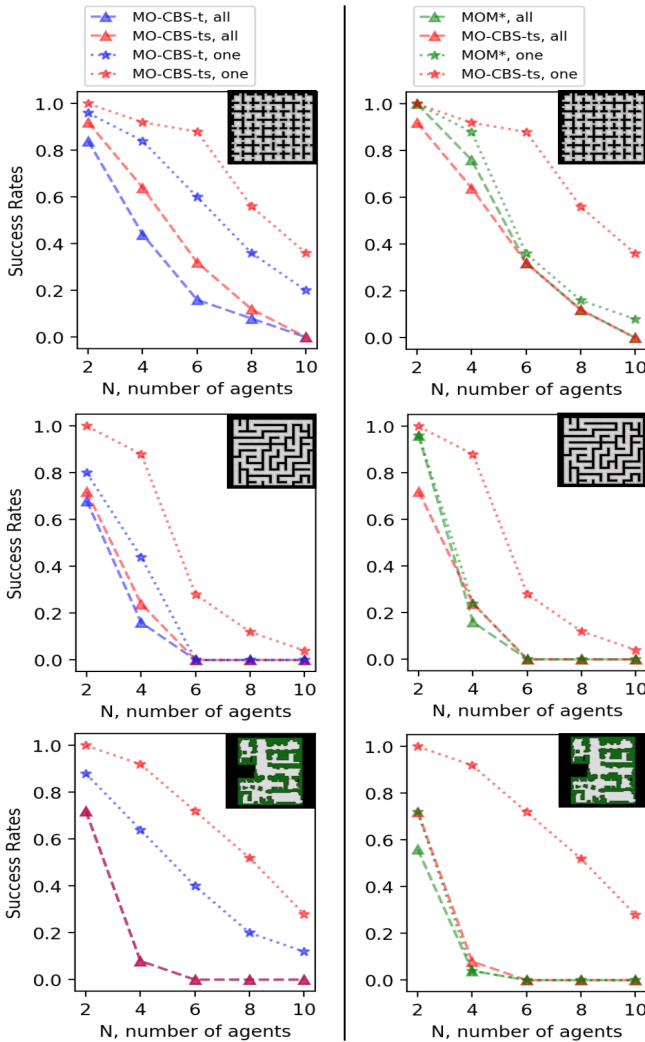 MO-CBS-t, all
MO-CBS-ts, all
MO-CBS-t, one
MO-CBS-ts, one
MOM*, all
MO-CBS-ts, all
MOM*, one
MO-CBS-ts, one
Success Rates
1.0
0.8
0.6
0.4
0.2
0.0
2 4 6 8 10
N, number of agents
1.0
0.8
0.6
0.4
0.2
0.0
2 4 6 8 10
N, number of agents
Success Rates
1.0
0.8
0.6
0.4
0.2
0.0
2 4 6 8 10
N, number of agents
1.0
0.8
0.6
0.4
0.2
0.0
2 4 6 8 10
N, number of agents
Success Rates
1.0
0.8
0.6
0.4
0.2
0.0
2 4 6 8 10
N, number of agents
1.0
0.8
0.6
0.4
0.2
0.0
2 4 6 8 10
N, number of agents